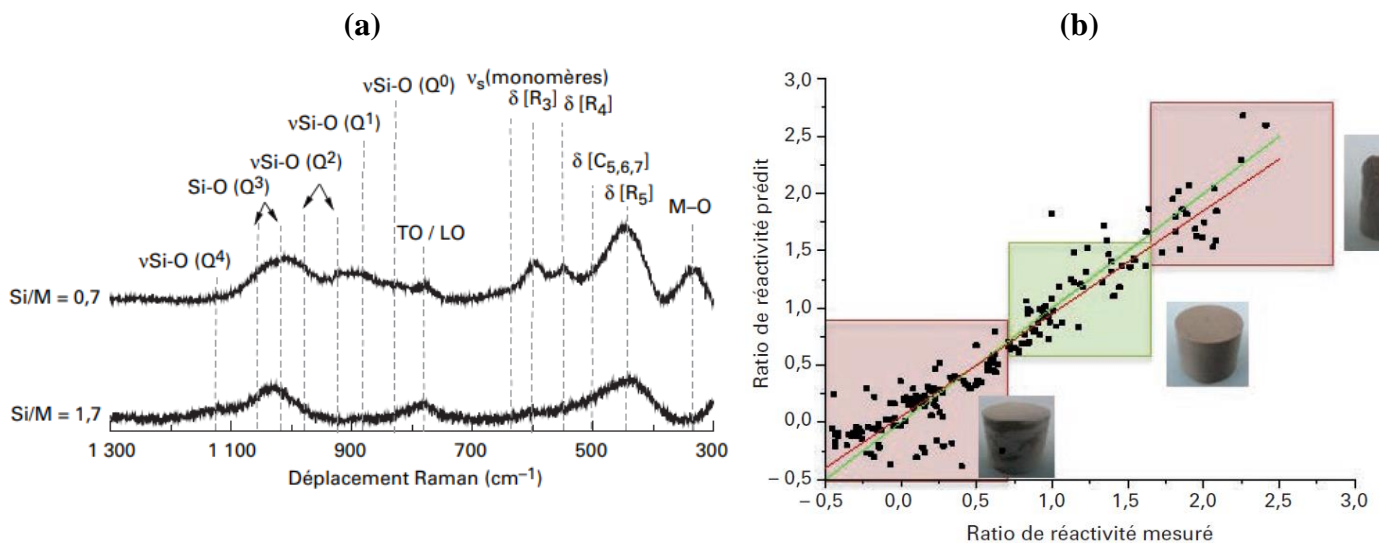 (a)
(b)
νSi-O (Q⁰)
νs(monomères)
δ [R₃]
δ [R₄]
νSi-O (Q¹)
νSi-O (Q²)
Si-O (Q³)
δ [C₅,₆,₇]
δ [R₅]
M–O
TO / LO
νSi-O (Q⁴)
Si/M = 0,7
Si/M = 1,7
1 300 1 100 900 700 500 300
Déplacement Raman (cm⁻¹)
Ratio de réactivité prédit
3,0
2,5
2,0
1,5
1,0
0,5
0,0
– 0,5
– 0,5 0,0 0,5 1,0 1,5 2,0 2,5 3,0
Ratio de réactivité mesuré